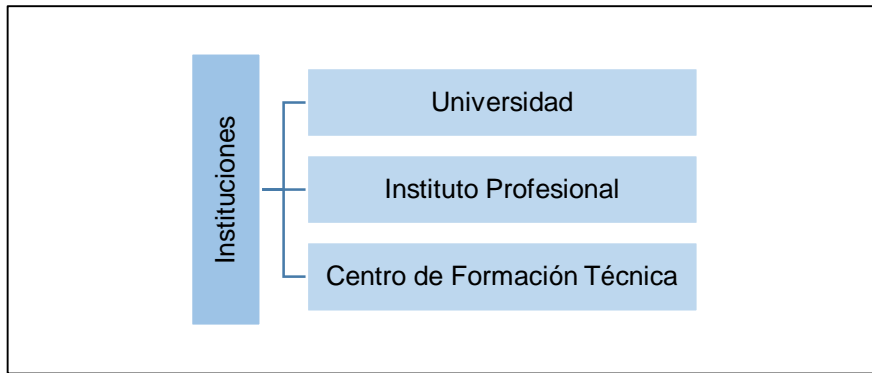 Instituciones
Universidad
Instituto Profesional
Centro de Formación Técnica